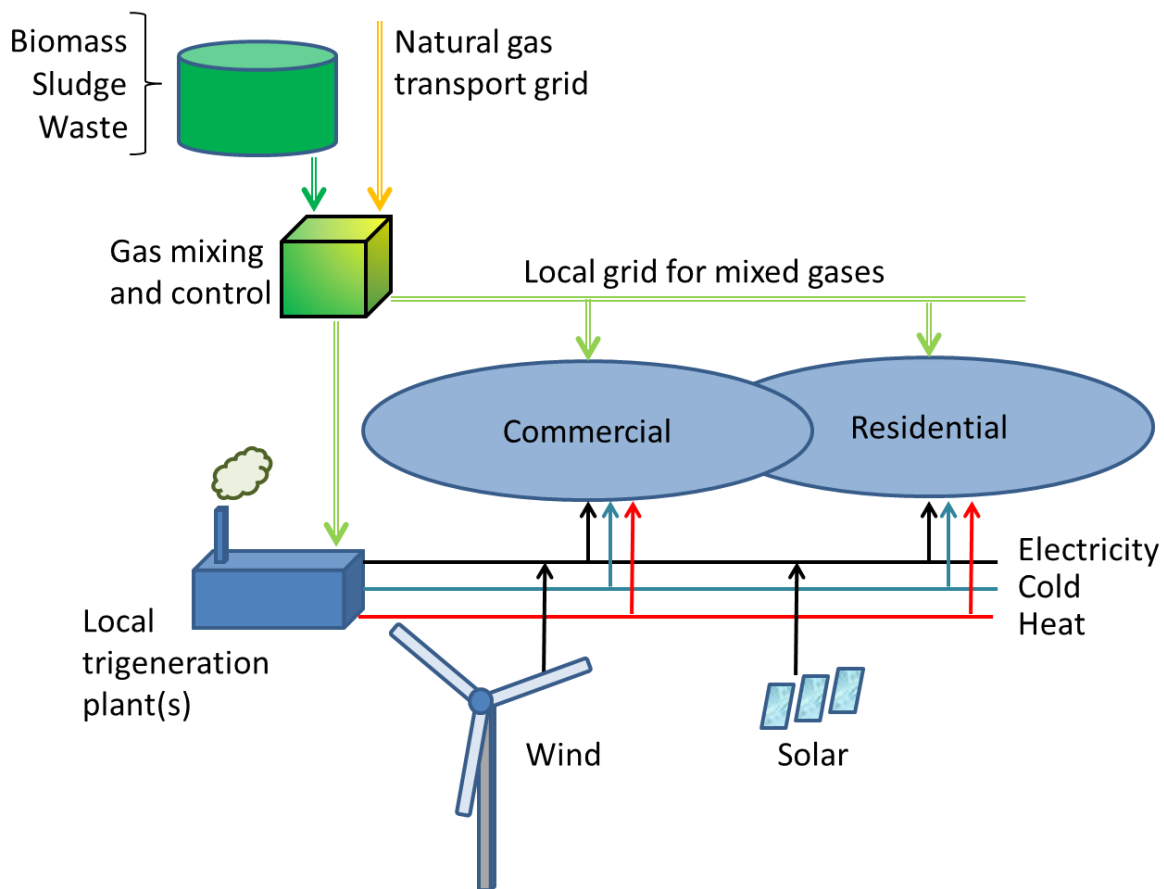 Biomass
Sludge
Waste
Natural gas
transport grid
Gas mixing
and control
Local grid for mixed gases
Commercial
Residential
Electricity
Cold
Heat
Local
trigeneration
plant(s)
Wind
Solar